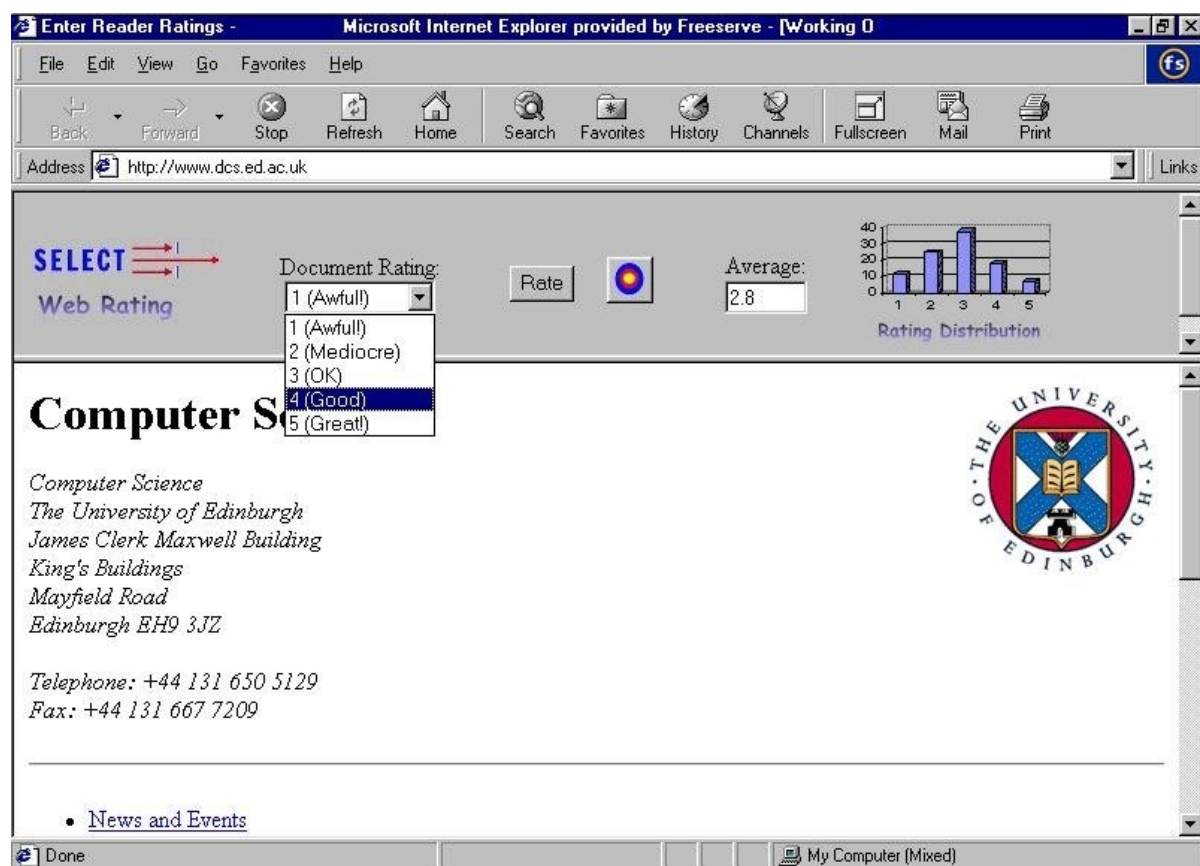 Enter Reader Ratings - Microsoft Internet Explorer provided by Freeserve - [Working O
File Edit View Go Favorites Help
fs
Back Forward Stop Refresh Home Search Favorites History Channels Fullscreen Mail Print
Address http://www.dcs.ed.ac.uk Links
SELECT
Web Rating
Document Rating:
1 (Awful!)
1 (Awful!)
2 (Mediocre)
3 (OK)
4 (Good)
5 (Great!)
Rate
Average:
2.8
40
30
20
10
0
1 2 3 4 5
Rating Distribution
Computer S
THE UNIVERSITY OF EDINBURGH
Computer Science
The University of Edinburgh
James Clerk Maxwell Building
King's Buildings
Mayfield Road
Edinburgh EH9 3JZ
Telephone: +44 131 650 5129
Fax: +44 131 667 7209
News and Events
Done My Computer (Mixed)